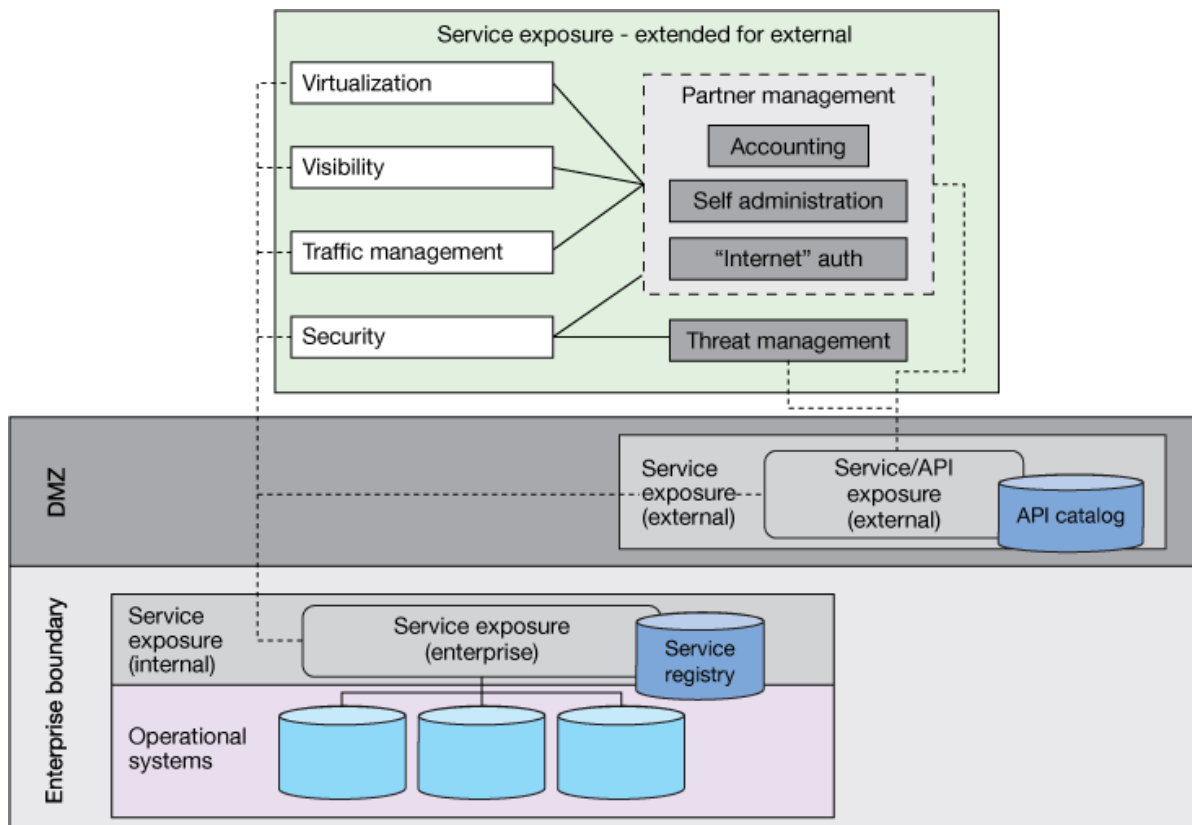 Service exposure - extended for external
Virtualization
Visibility
Traffic management
Security
Partner management
Accounting
Self administration
“Internet” auth
Threat management
DMZ
Service
exposure
(external)
Service/API
exposure
(external)
API catalog
Enterprise boundary
Service
exposure
(internal)
Service exposure
(enterprise)
Service
registry
Operational
systems